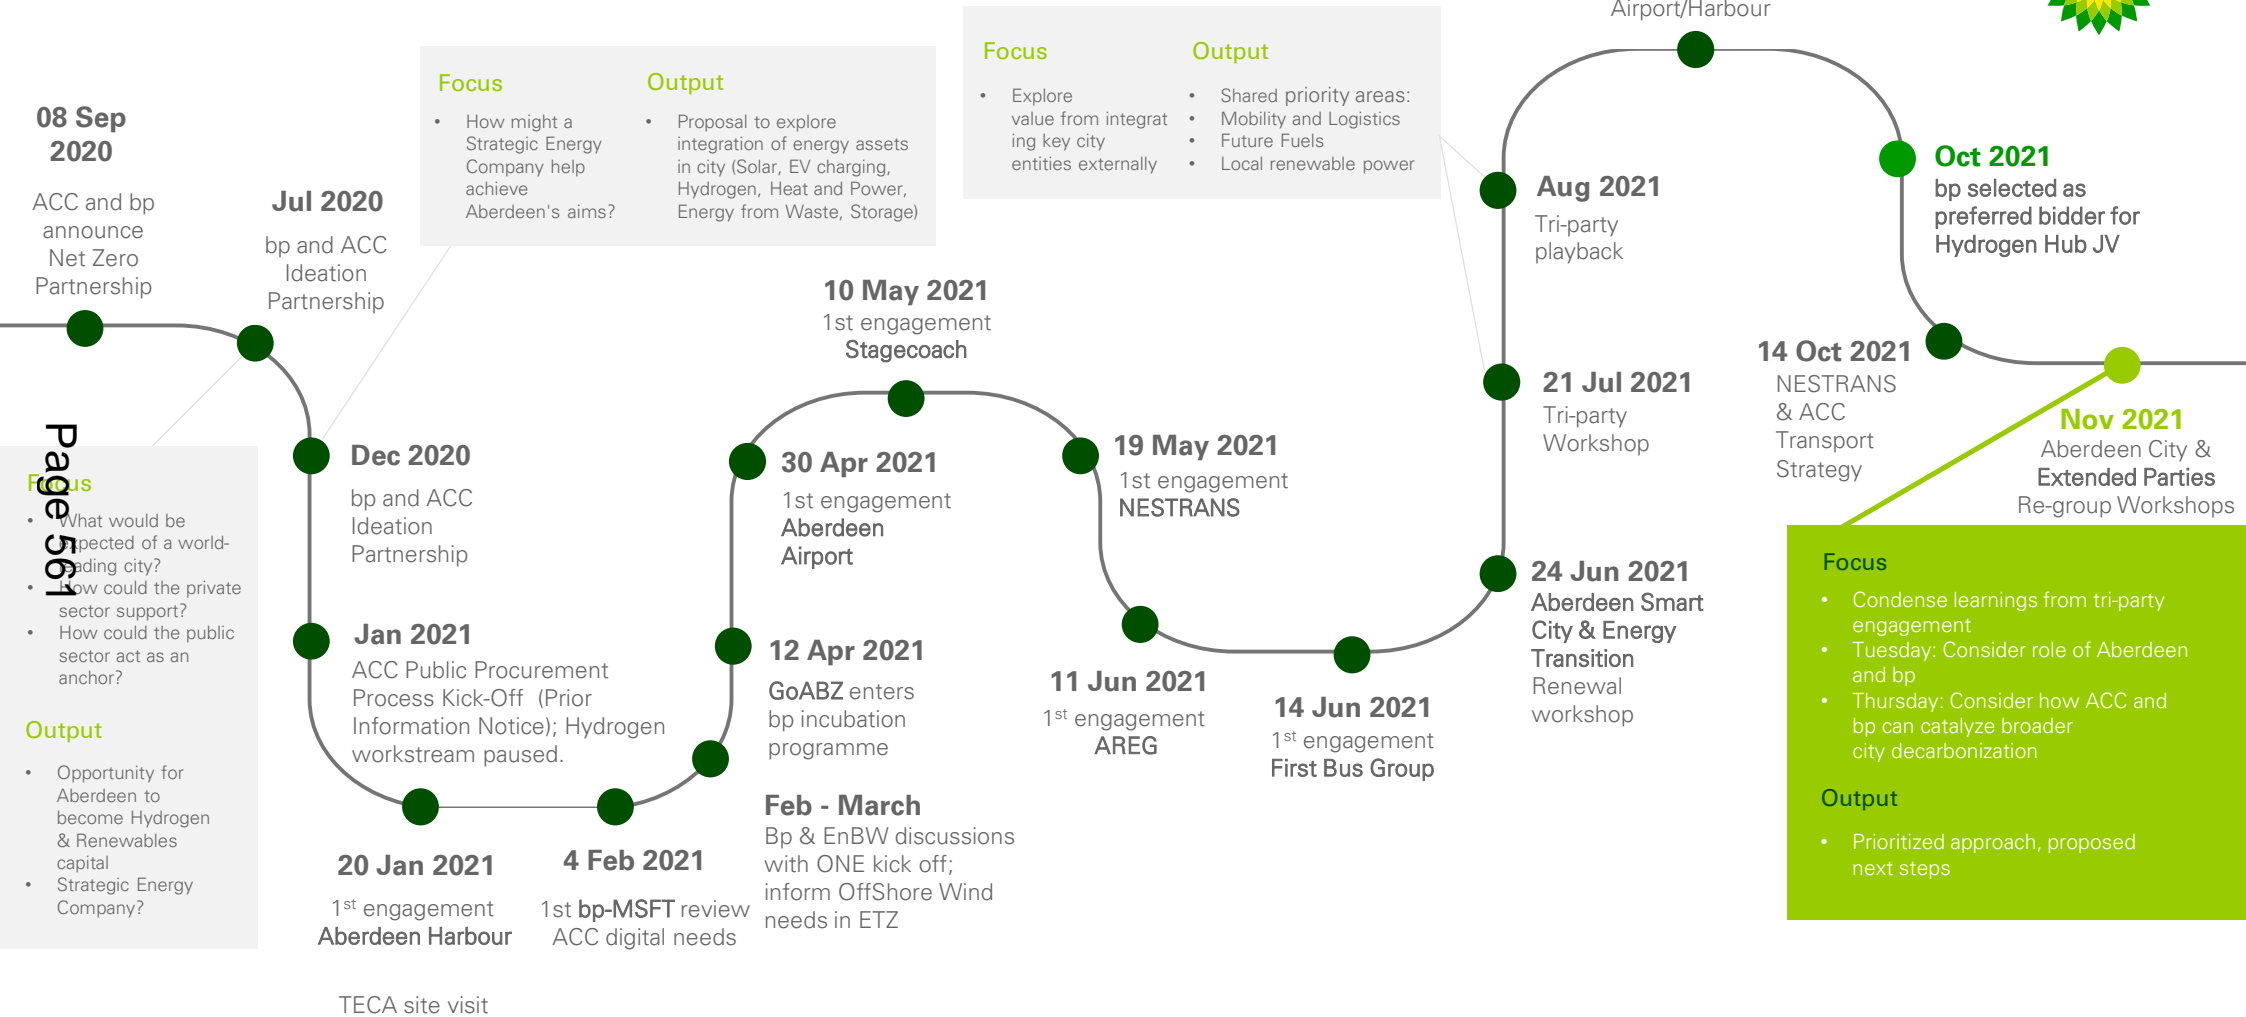 Airport/Harbour
08 Sep
2020
ACC and bp
announce
Net Zero
Partnership
Jul 2020
bp and ACC
Ideation
Partnership
Focus
• How might a
Strategic Energy
Company help
achieve
Aberdeen's aims?
Output
• Proposal to explore
integration of energy assets
in city (Solar, EV charging,
Hydrogen, Heat and Power,
Energy from Waste, Storage)
Focus
• Explore
value from integrat
ing key city
entities externally
Output
• Shared priority areas:
• Mobility and Logistics
• Future Fuels
• Local renewable power
Page 561
Focus
• What would be
expected of a world-
leading city?
• How could the private
sector support?
• How could the public
sector act as an
anchor?
Output
• Opportunity for
Aberdeen to
become Hydrogen
& Renewables
capital
• Strategic Energy
Company?
Dec 2020
bp and ACC
Ideation
Partnership
Jan 2021
ACC Public Procurement
Process Kick-Off (Prior
Information Notice); Hydrogen
workstream paused.
20 Jan 2021
1st engagement
Aberdeen Harbour
TECA site visit
4 Feb 2021
1st bp-MSFT review
ACC digital needs
Feb - March
Bp & EnBW discussions
with ONE kick off;
inform OffShore Wind
needs in ETZ
12 Apr 2021
GoABZ enters
bp incubation
programme
30 Apr 2021
1st engagement
Aberdeen
Airport
10 May 2021
1st engagement
Stagecoach
19 May 2021
1st engagement
NESTRANS
11 Jun 2021
1st engagement
AREG
14 Jun 2021
1st engagement
First Bus Group
24 Jun 2021
Aberdeen Smart
City & Energy
Transition
Renewal
workshop
21 Jul 2021
Tri-party
Workshop
Aug 2021
Tri-party
playback
Oct 2021
bp selected as
preferred bidder for
Hydrogen Hub JV
14 Oct 2021
NESTRANS
& ACC
Transport
Strategy
Nov 2021
Aberdeen City &
Extended Parties
Re-group Workshops
Focus
• Condense learnings from tri-party
engagement
• Tuesday: Consider role of Aberdeen
and bp
• Thursday: Consider how ACC and
bp can catalyze broader
city decarbonization
Output
• Prioritized approach, proposed
next steps